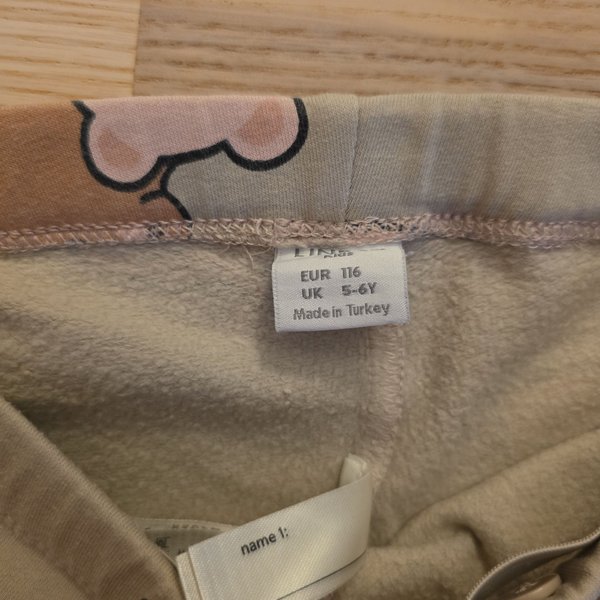 EUR 116
UK 5-6Y
Made in Turkey
name 1: